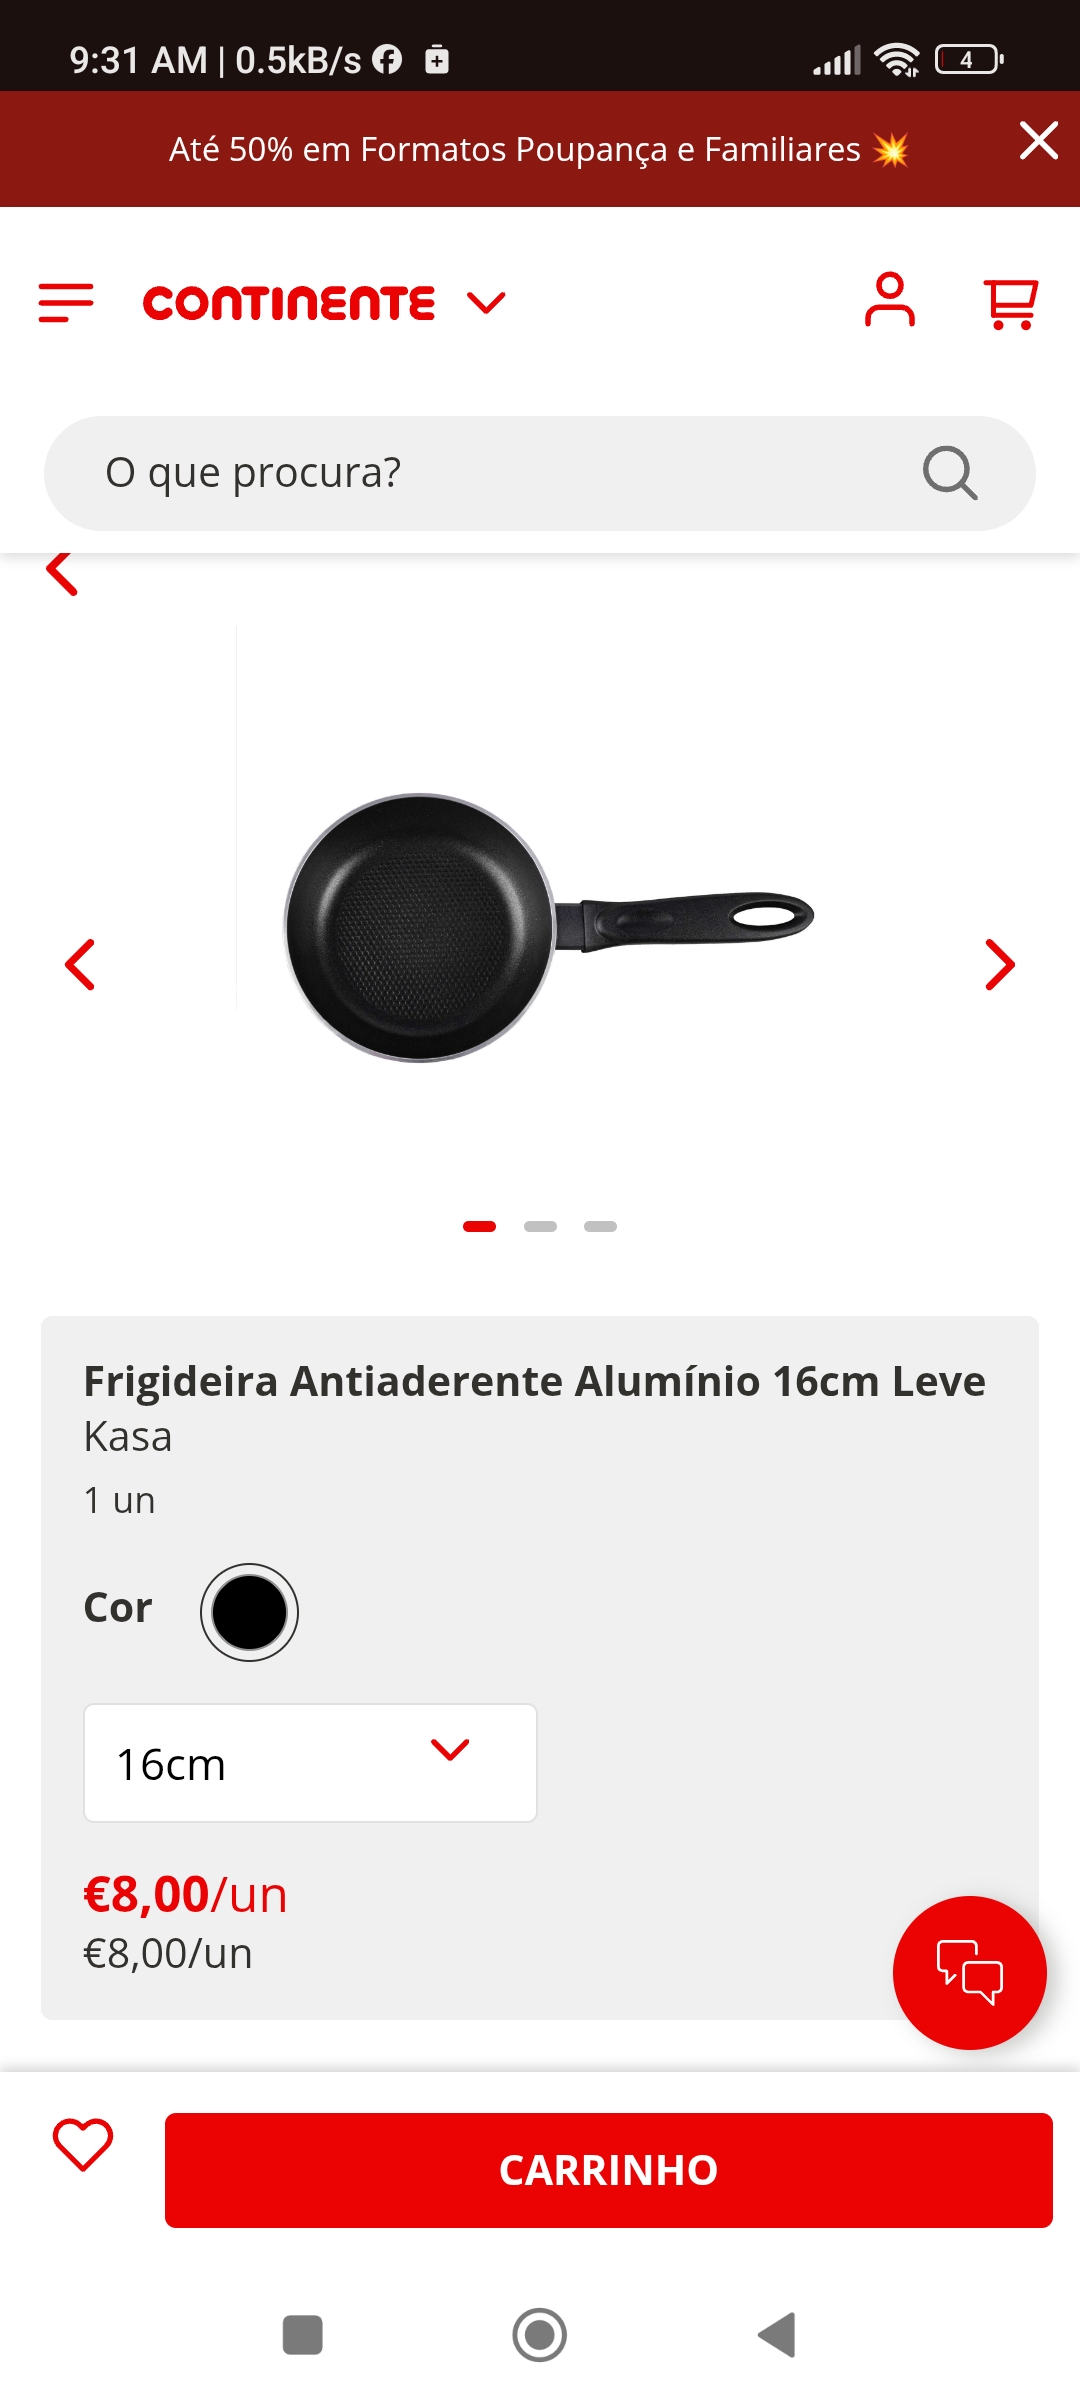 9:31 AM | 0.5kB/s
4
Até 50% em Formatos Poupança e Familiares 💥
CONTINENTE
O que procura?
Frigideira Antiaderente Alumínio 16cm Leve
Kasa
1 un
Cor
16cm
€8,00/un
€8,00/un
CARRINHO